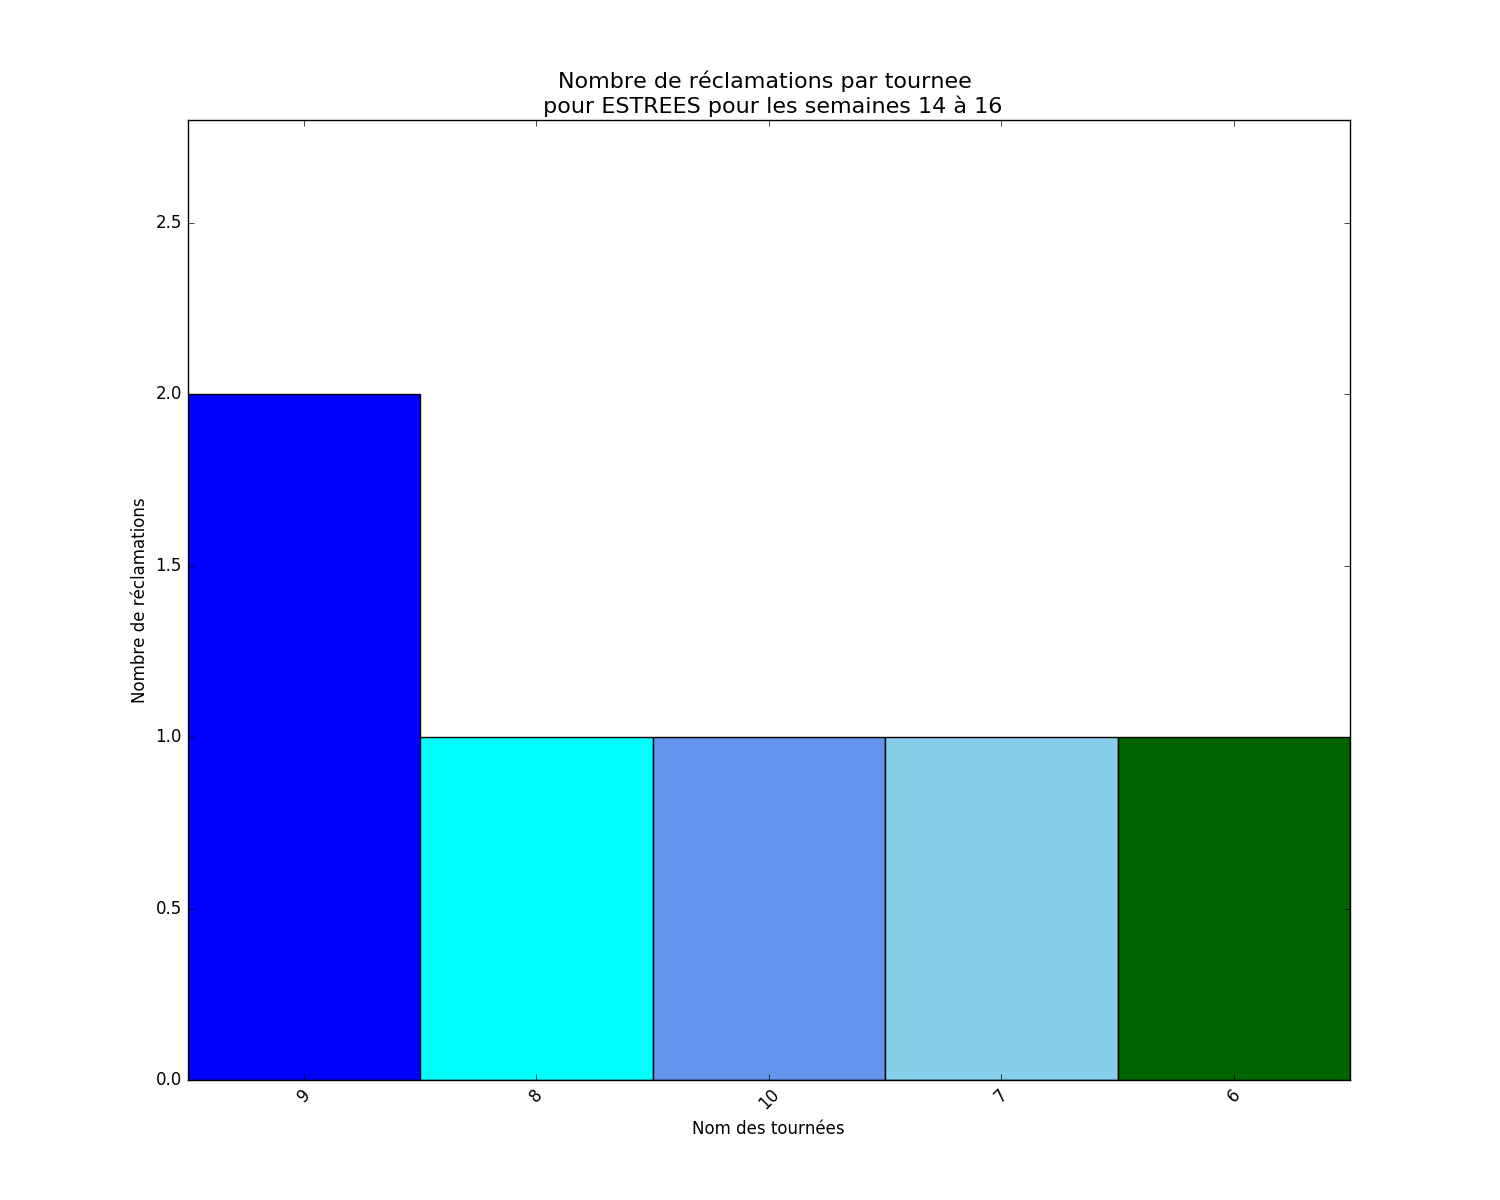 Nombre de réclamations par tournee
pour ESTREES pour les semaines 14 à 16
Nombre de réclamations
2.5
2.0
1.5
1.0
0.5
0.0
9
8
10
7
6
Nom des tournées